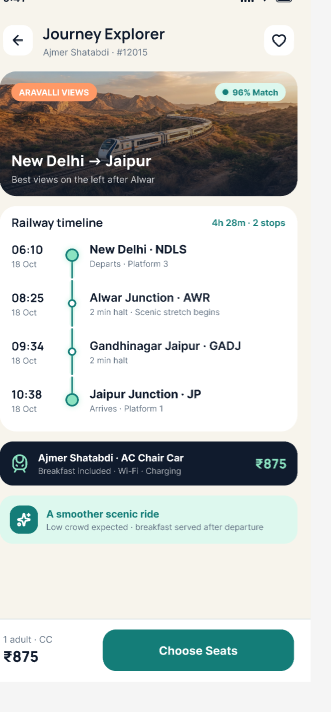 Journey Explorer
Ajmer Shatabdi · #12015
ARAVALLI VIEWS
96% Match
New Delhi → Jaipur
Best views on the left after Alwar
Railway timeline
4h 28m · 2 stops
06:10
New Delhi · NDLS
18 Oct
Departs · Platform 3
08:25
Alwar Junction · AWR
18 Oct
2 min halt · Scenic stretch begins
09:34
Gandhinagar Jaipur · GADJ
18 Oct
2 min halt
10:38
Jaipur Junction · JP
18 Oct
Arrives · Platform 1
Ajmer Shatabdi · AC Chair Car
Breakfast included · Wi-Fi · Charging
₹875
A smoother scenic ride
Low crowd expected · breakfast served after departure
1 adult · CC
₹875
Choose Seats